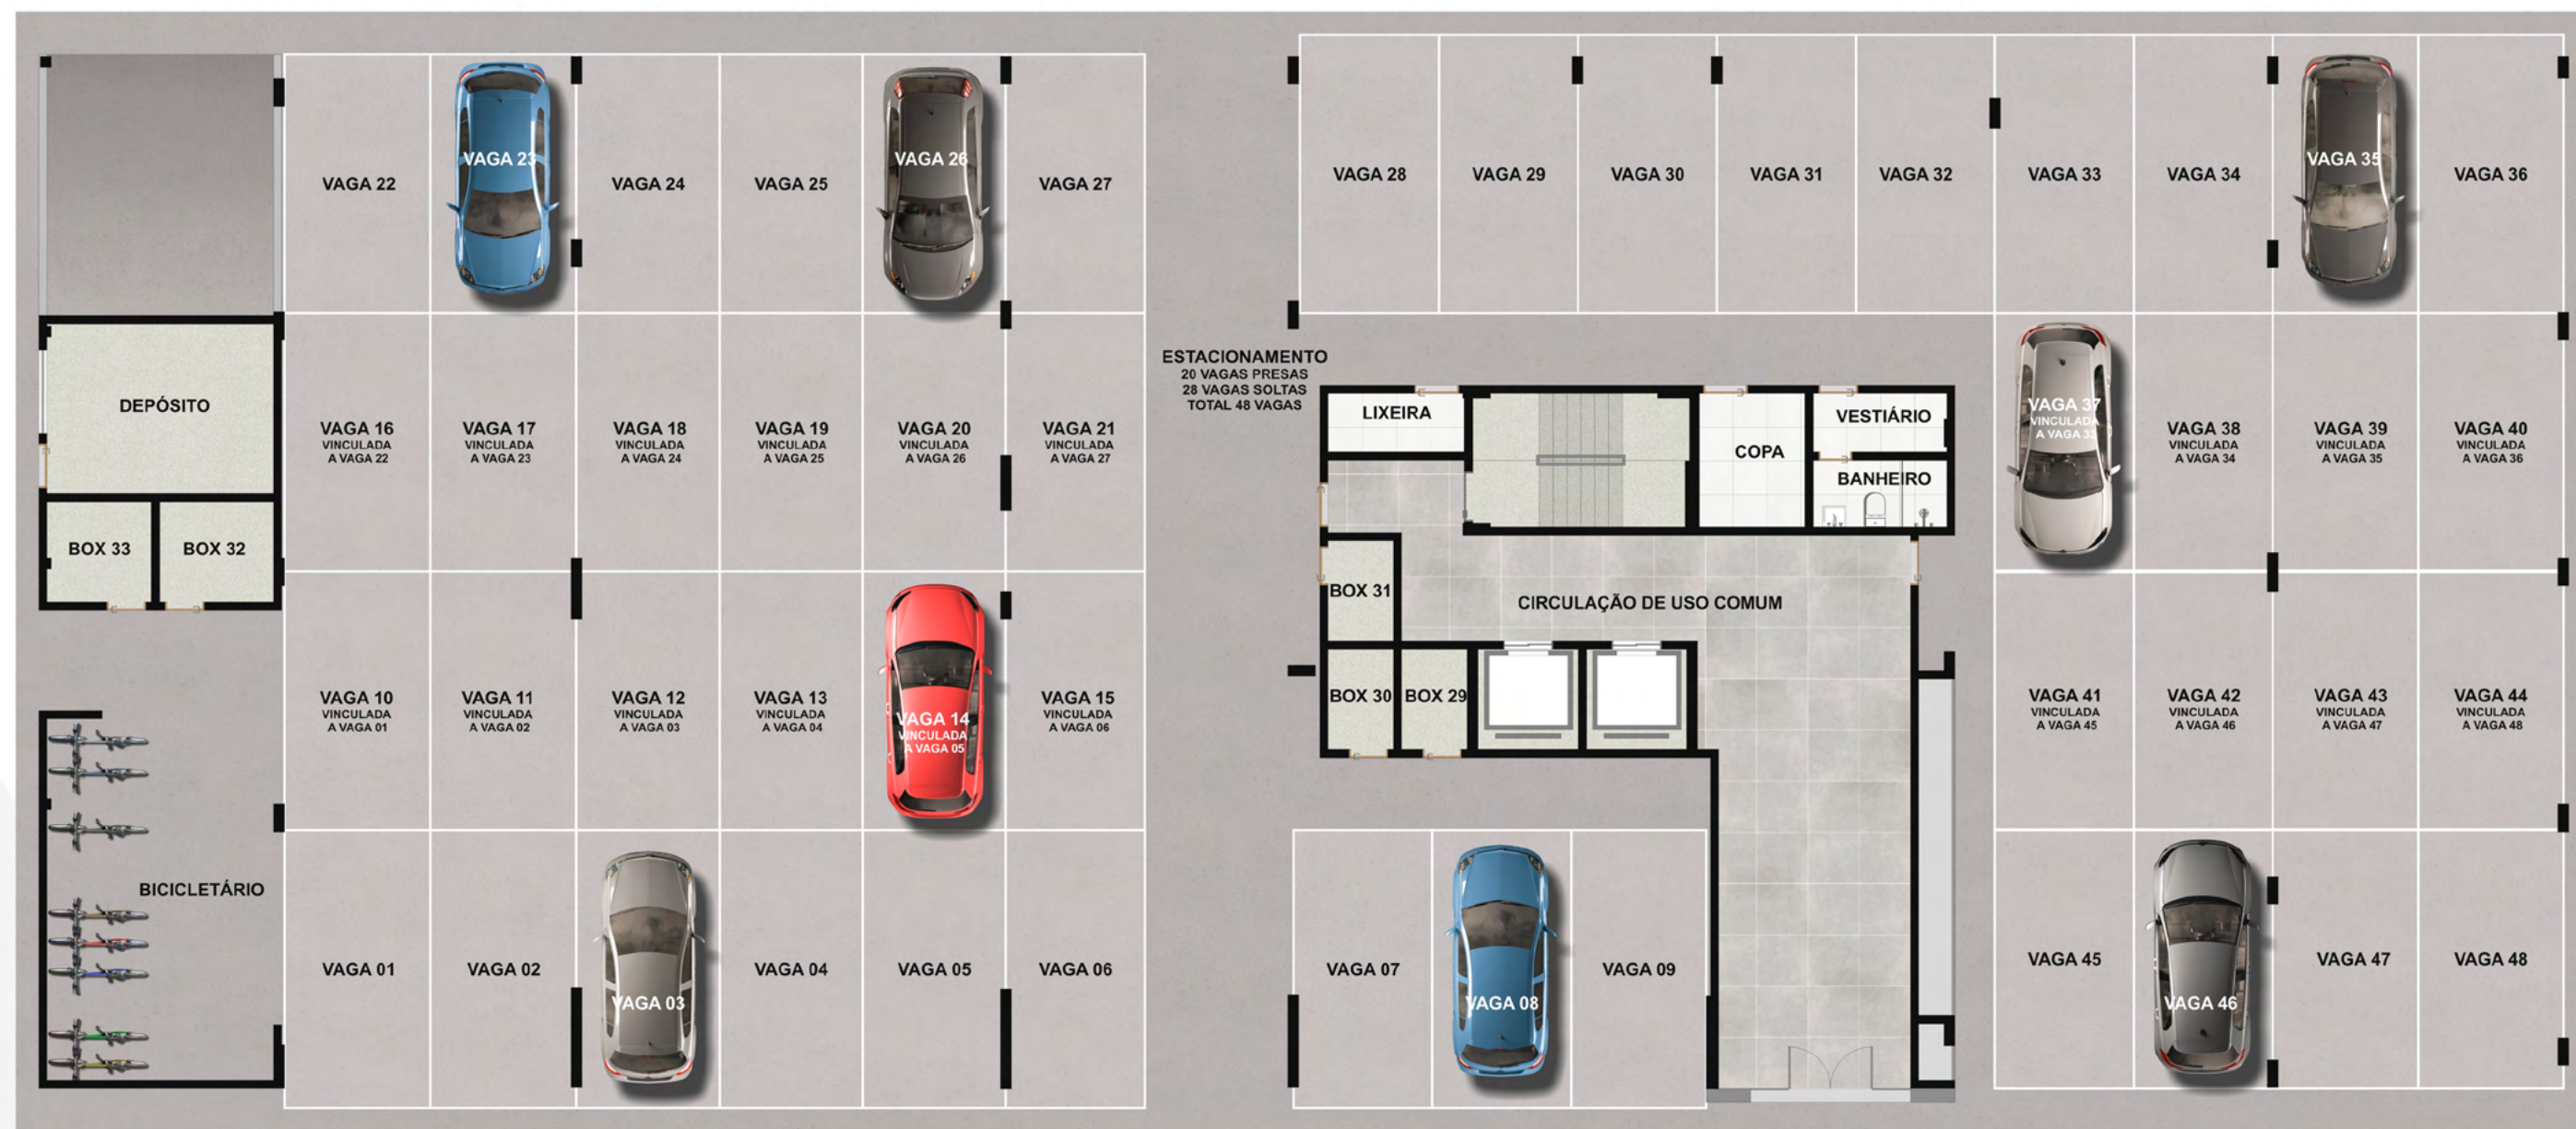 VAGA 22
VAGA 23
VAGA 24
VAGA 25
VAGA 26
VAGA 27
VAGA 28
VAGA 29
VAGA 30
VAGA 31
VAGA 32
VAGA 33
VAGA 34
VAGA 35
VAGA 36
DEPÓSITO
VAGA 16
VINCULADA
A VAGA 22
VAGA 17
VINCULADA
A VAGA 23
VAGA 18
VINCULADA
A VAGA 24
VAGA 19
VINCULADA
A VAGA 25
VAGA 20
VINCULADA
A VAGA 26
VAGA 21
VINCULADA
A VAGA 27
ESTACIONAMENTO
20 VAGAS PRESAS
28 VAGAS SOLTAS
TOTAL 48 VAGAS
LIXEIRA
COPA
VESTIÁRIO
BANHEIRO
VAGA 37
VINCULADA
A VAGA 33
VAGA 38
VINCULADA
A VAGA 34
VAGA 39
VINCULADA
A VAGA 35
VAGA 40
VINCULADA
A VAGA 36
BOX 33
BOX 32
BOX 31
CIRCULAÇÃO DE USO COMUM
BOX 30
BOX 29
VAGA 10
VINCULADA
A VAGA 01
VAGA 11
VINCULADA
A VAGA 02
VAGA 12
VINCULADA
A VAGA 03
VAGA 13
VINCULADA
A VAGA 04
VAGA 14
VINCULADA
A VAGA 05
VAGA 15
VINCULADA
A VAGA 06
VAGA 41
VINCULADA
A VAGA 45
VAGA 42
VINCULADA
A VAGA 46
VAGA 43
VINCULADA
A VAGA 47
VAGA 44
VINCULADA
A VAGA 48
BICICLETÁRIO
VAGA 01
VAGA 02
VAGA 03
VAGA 04
VAGA 05
VAGA 06
VAGA 07
VAGA 08
VAGA 09
VAGA 45
VAGA 46
VAGA 47
VAGA 48